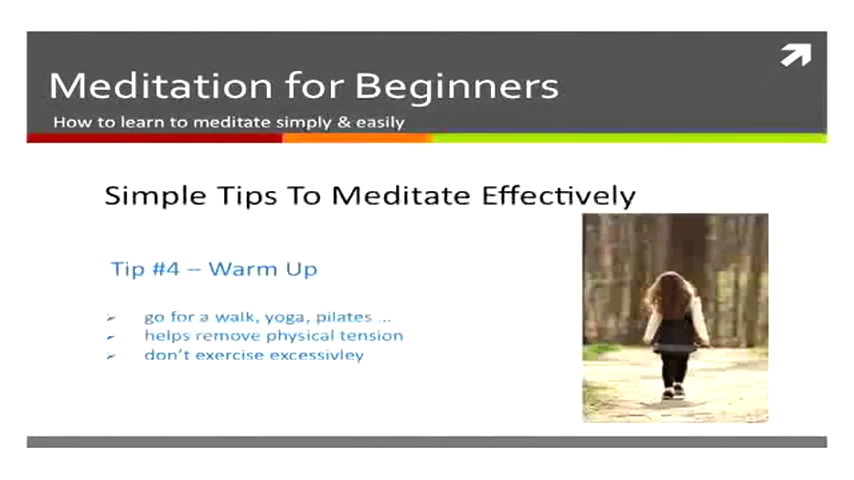 Meditation for Beginners
How to learn to meditate simply & easily
Simple Tips To Meditate Effectively
Tip #4 – Warm Up
go for a walk, yoga, pilates ...
helps remove physical tension
don't exercise excessivley